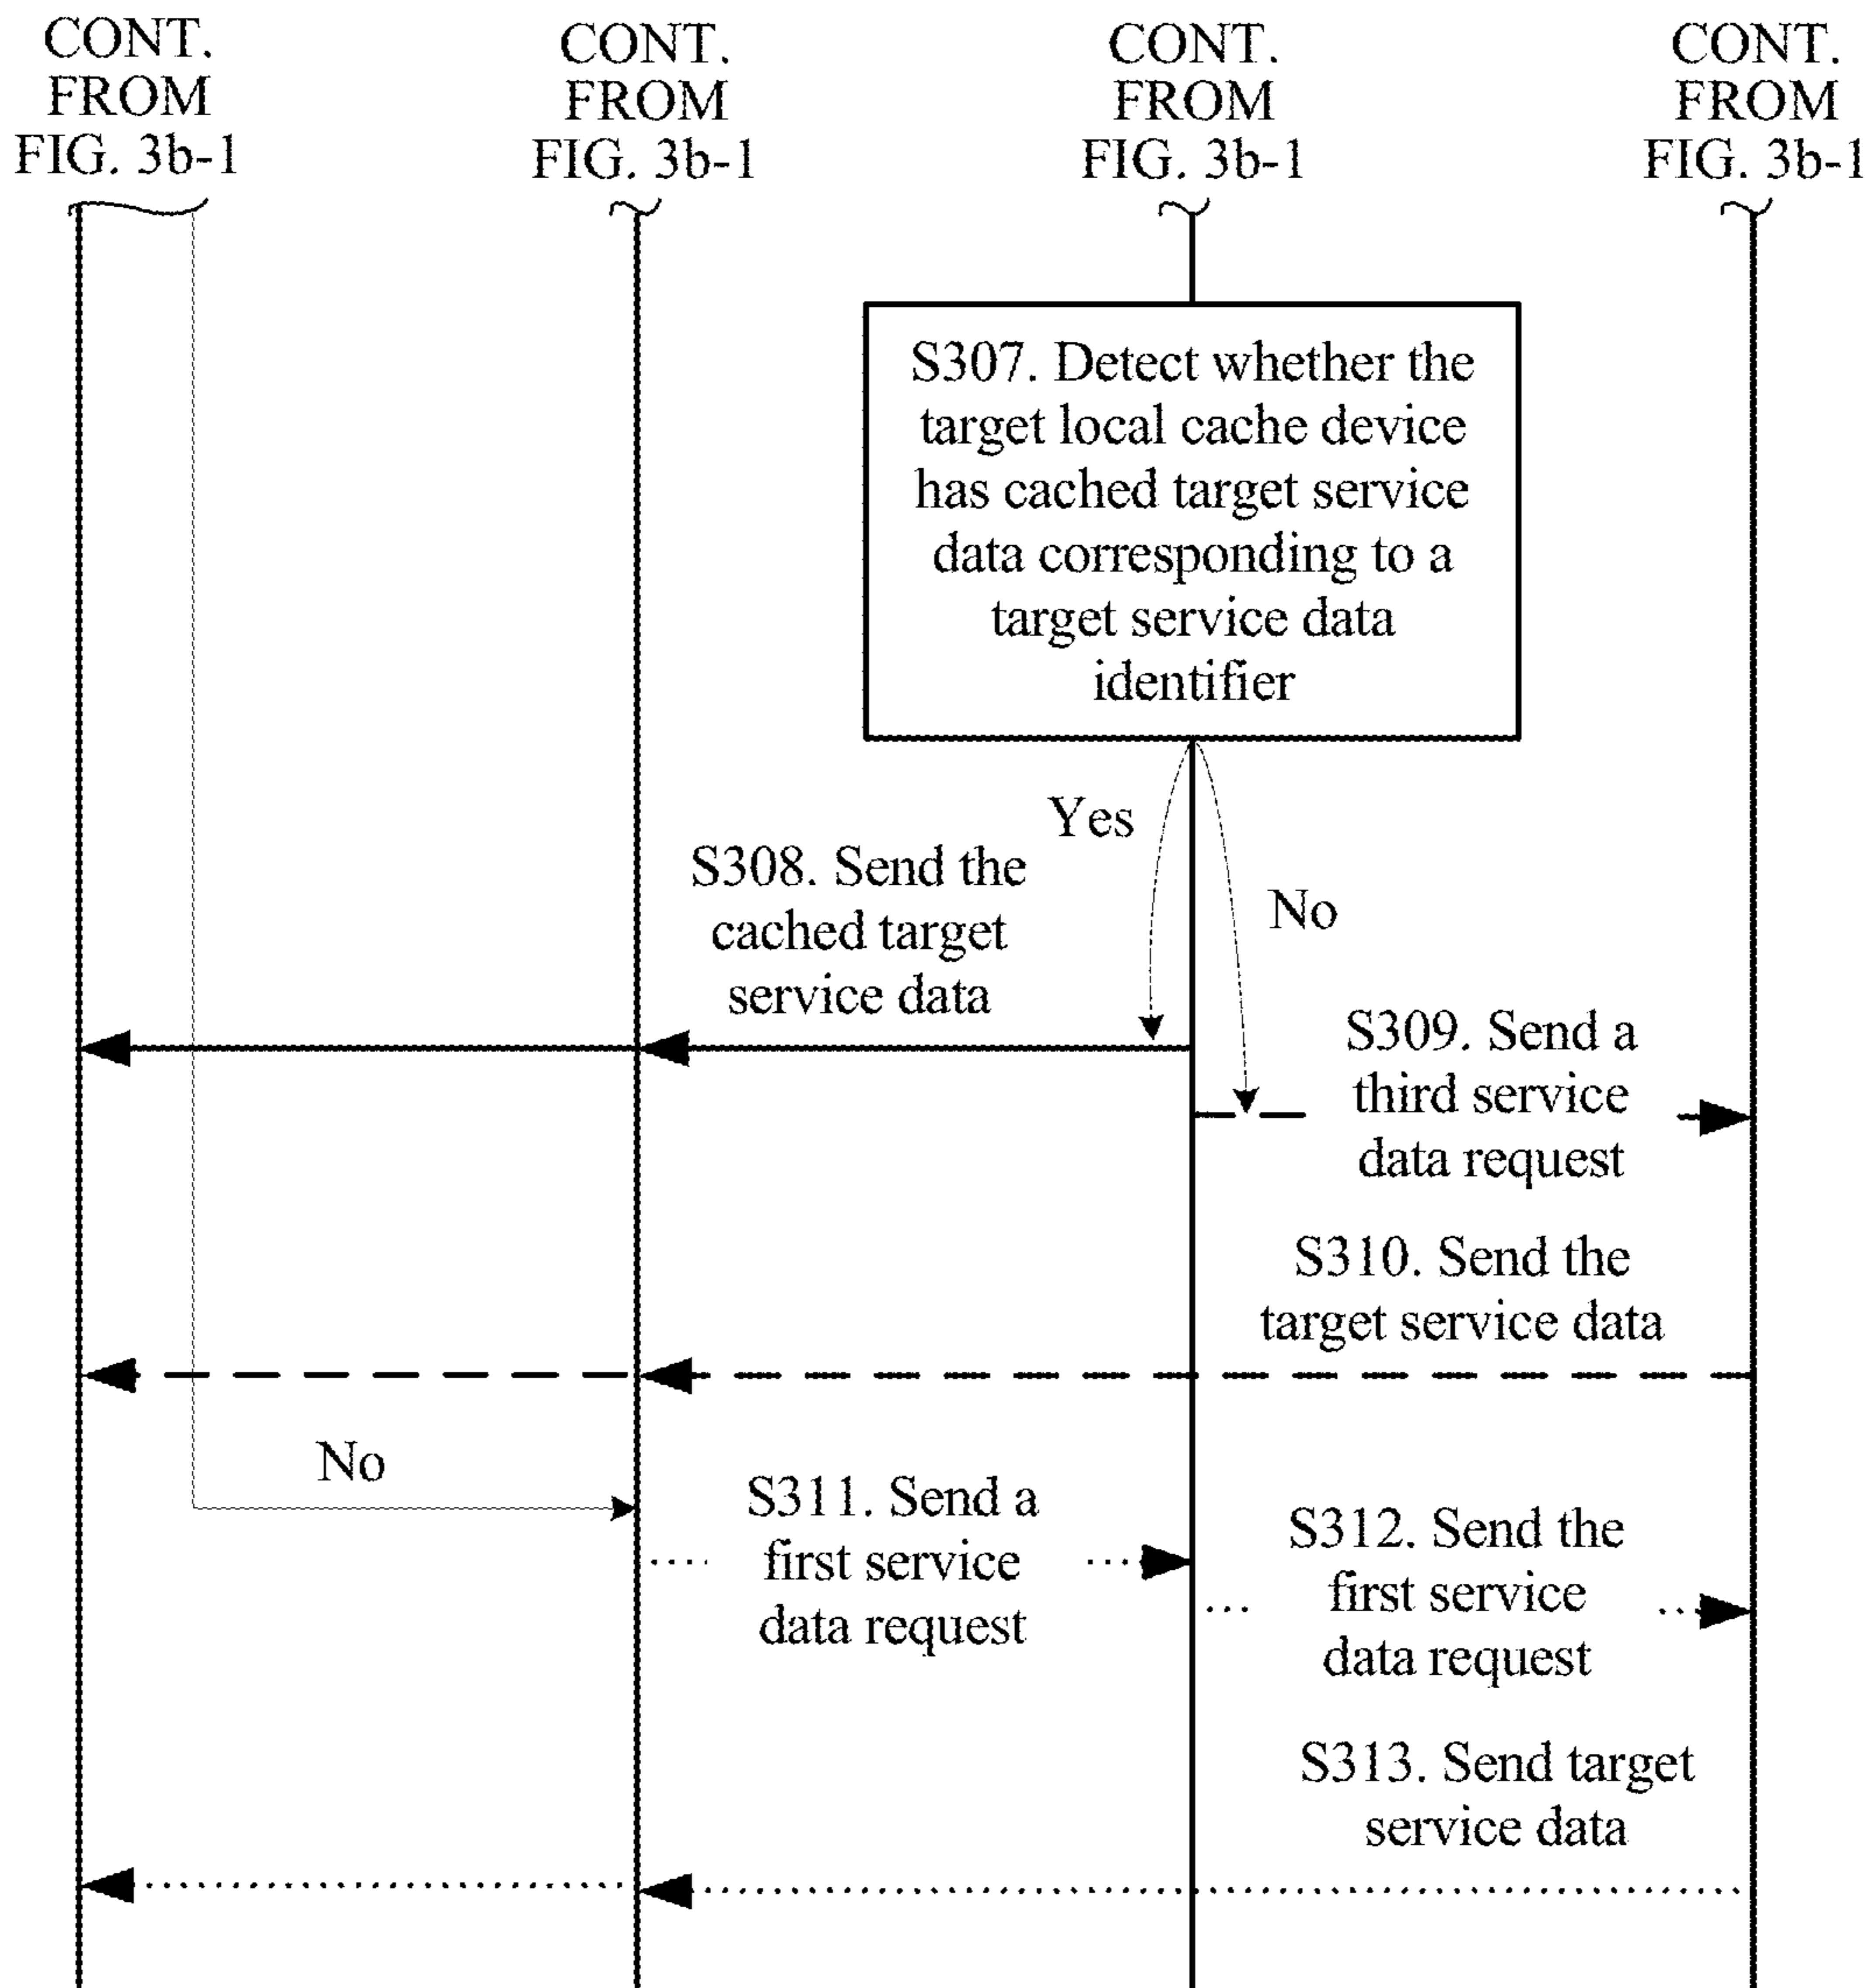 CONT.
FROM
FIG. 3b-1
CONT.
FROM
FIG. 3b-1
CONT.
FROM
FIG. 3b-1
CONT.
FROM
FIG. 3b-1
S307. Detect whether the
target local cache device
has cached target service
data corresponding to a
target service data
identifier
Yes
No
S308. Send the
cached target
service data
S309. Send a
third service
data request
S310. Send the
target service data
No
S311. Send a
first service
data request
S312. Send the
first service
data request
S313. Send target
service data